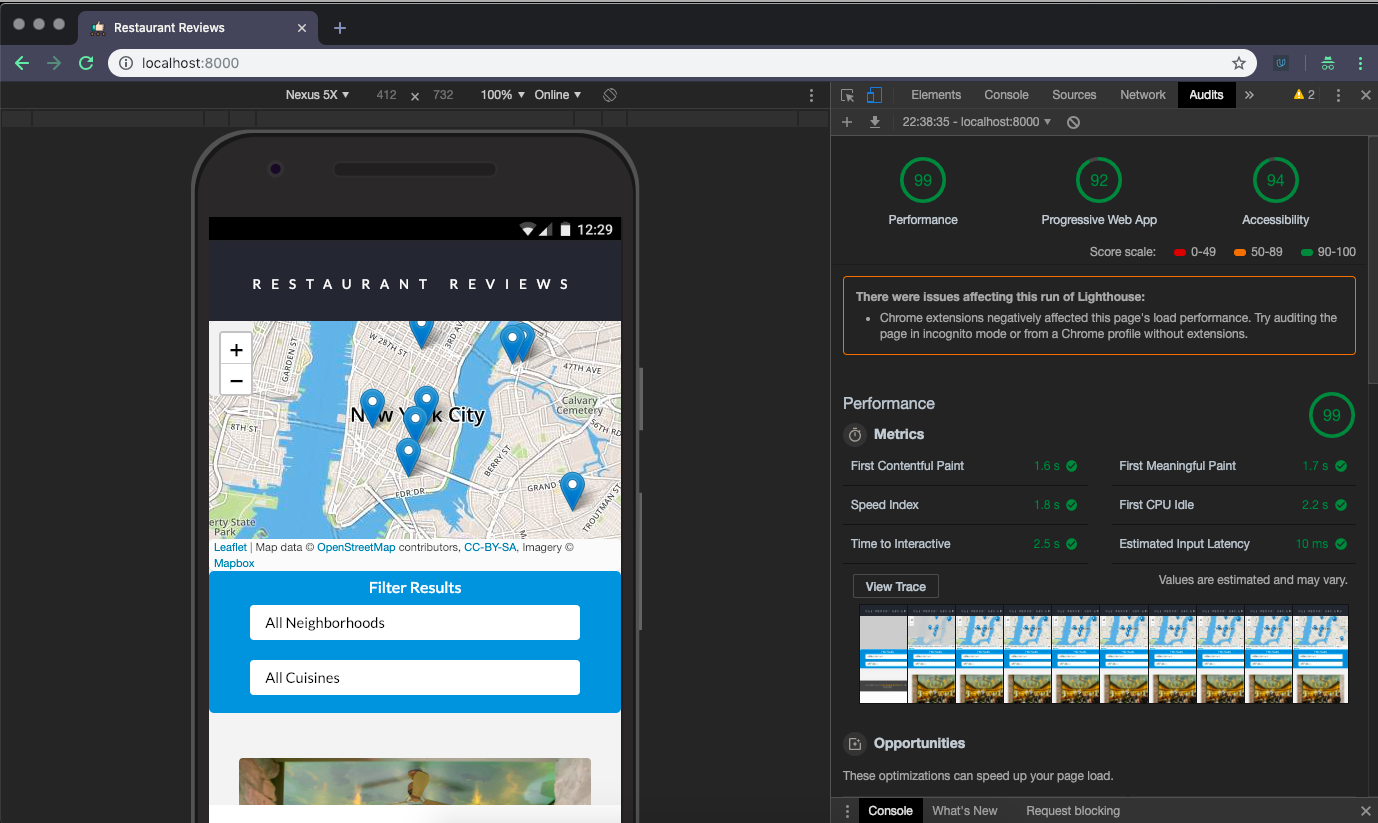 Restaurant Reviews
localhost:8000
Nexus 5X ▾ 412 × 732 100% ▾ Online ▾
Elements Console Sources Network Audits » 2
22:38:35 - localhost:8000 ▾
12:29
RESTAURANT REVIEWS
+
−
GARDEN ST
W 28TH ST
3RD AVE
47TH AVE
Calvary
Cemetery
8TH ST
New York City
BERRY ST
GRAND
FDR DR
TROUTMAN ST
erty State
Park
Leaflet | Map data © OpenStreetMap contributors, CC-BY-SA, Imagery ©
Mapbox
Filter Results
All Neighborhoods
All Cuisines
99 92 94
Performance Progressive Web App Accessibility
Score scale: 0-49 50-89 90-100
There were issues affecting this run of Lighthouse:
• Chrome extensions negatively affected this page's load performance. Try auditing the
page in incognito mode or from a Chrome profile without extensions.
Performance
99
Metrics
First Contentful Paint 1.6 s First Meaningful Paint 1.7 s
Speed Index 1.8 s First CPU Idle 2.2 s
Time to Interactive 2.5 s Estimated Input Latency 10 ms
View Trace
Values are estimated and may vary.
Opportunities
These optimizations can speed up your page load.
Console What's New Request blocking